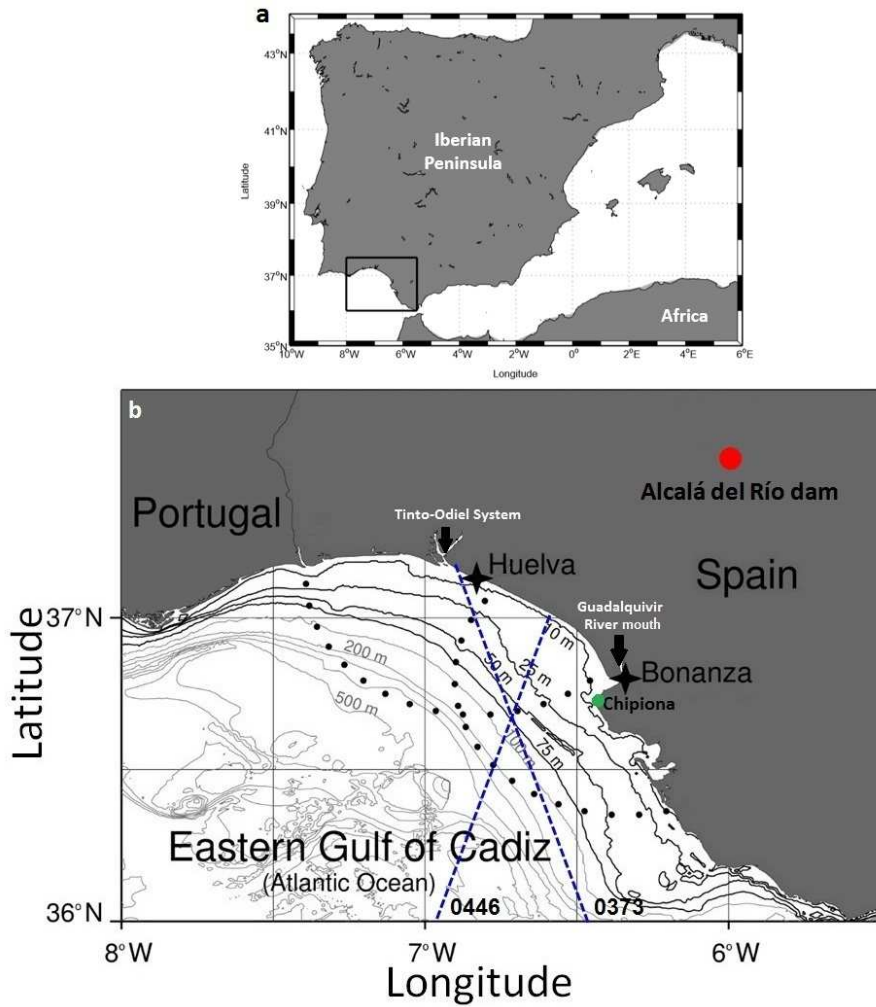 a
43°N
41°N
39°N
37°N
35°N
Latitude
Iberian
Peninsula
Africa
10°W
8°W
6°W
4°W
2°W
0°
2°E
4°E
6°E
Longitude
b
Portugal
Tinto-Odiel System
Huelva
Alcalá del Río dam
Spain
Guadalquivir
River mouth
Bonanza
Chipiona
10 m
25 m
50 m
75 m
100 m
200 m
500 m
Eastern Gulf of Cadiz
(Atlantic Ocean)
0446
0373
37°N
36°N
Latitude
8°W
7°W
6°W
Longitude